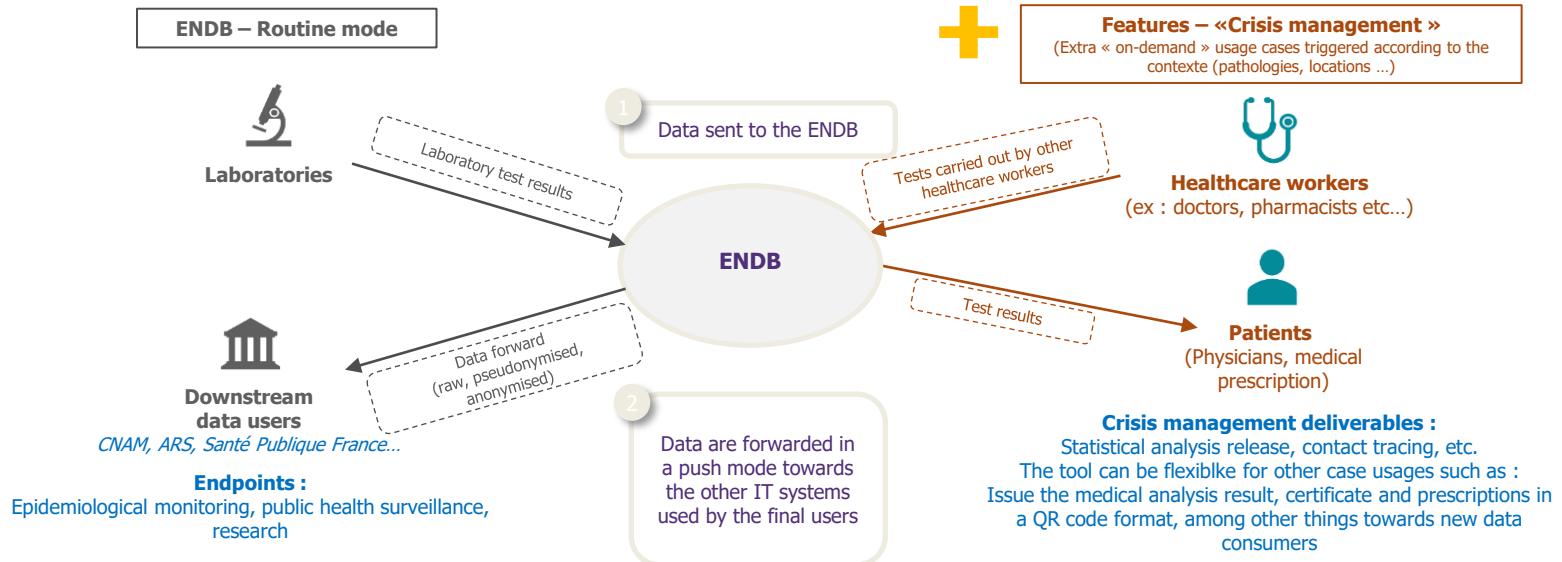 ENDB – Routine mode
Features – «Crisis management »
(Extra « on-demand » usage cases triggered according to the
contexte (pathologies, locations …)
1
Data sent to the ENDB
Laboratories
Laboratory test results
Tests carried out by other
healthcare workers
Healthcare workers
(ex : doctors, pharmacists etc…)
ENDB
Test results
Patients
(Physicians, medical
prescription)
Data forward
(raw, pseudonymised,
anonymised)
Downstream
data users
CNAM, ARS, Santé Publique France…
Endpoints :
Epidemiological monitoring, public health surveillance,
research
2
Data are forwarded in
a push mode towards
the other IT systems
used by the final users
Crisis management deliverables :
Statistical analysis release, contact tracing, etc.
The tool can be flexiblke for other case usages such as :
Issue the medical analysis result, certificate and prescriptions in
a QR code format, among other things towards new data
consumers